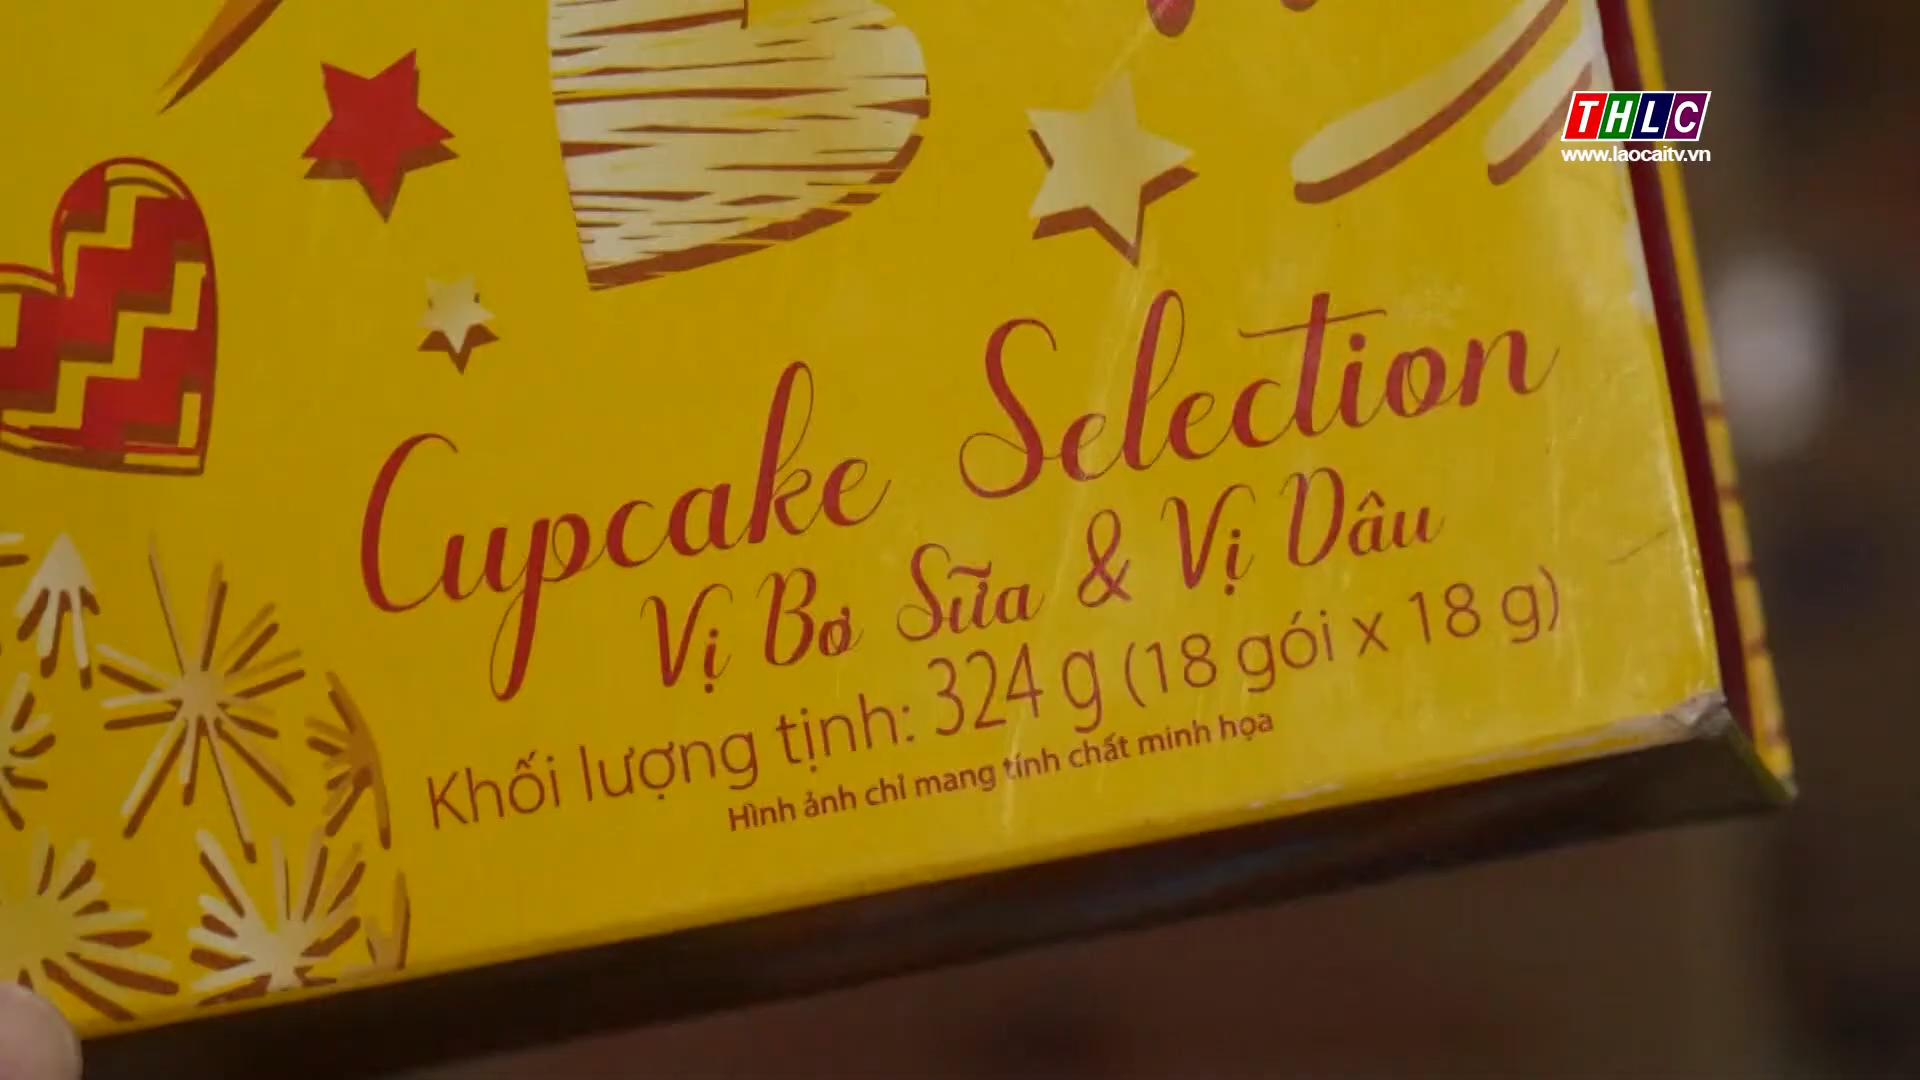 THLC
www.laocaitv.vn
Cupcake Selection
Vị Bơ Sữa & Vị Dâu
Khối lượng tịnh: 324 g (18 gói x 18 g)
Hình ảnh chỉ mang tính chất minh họa